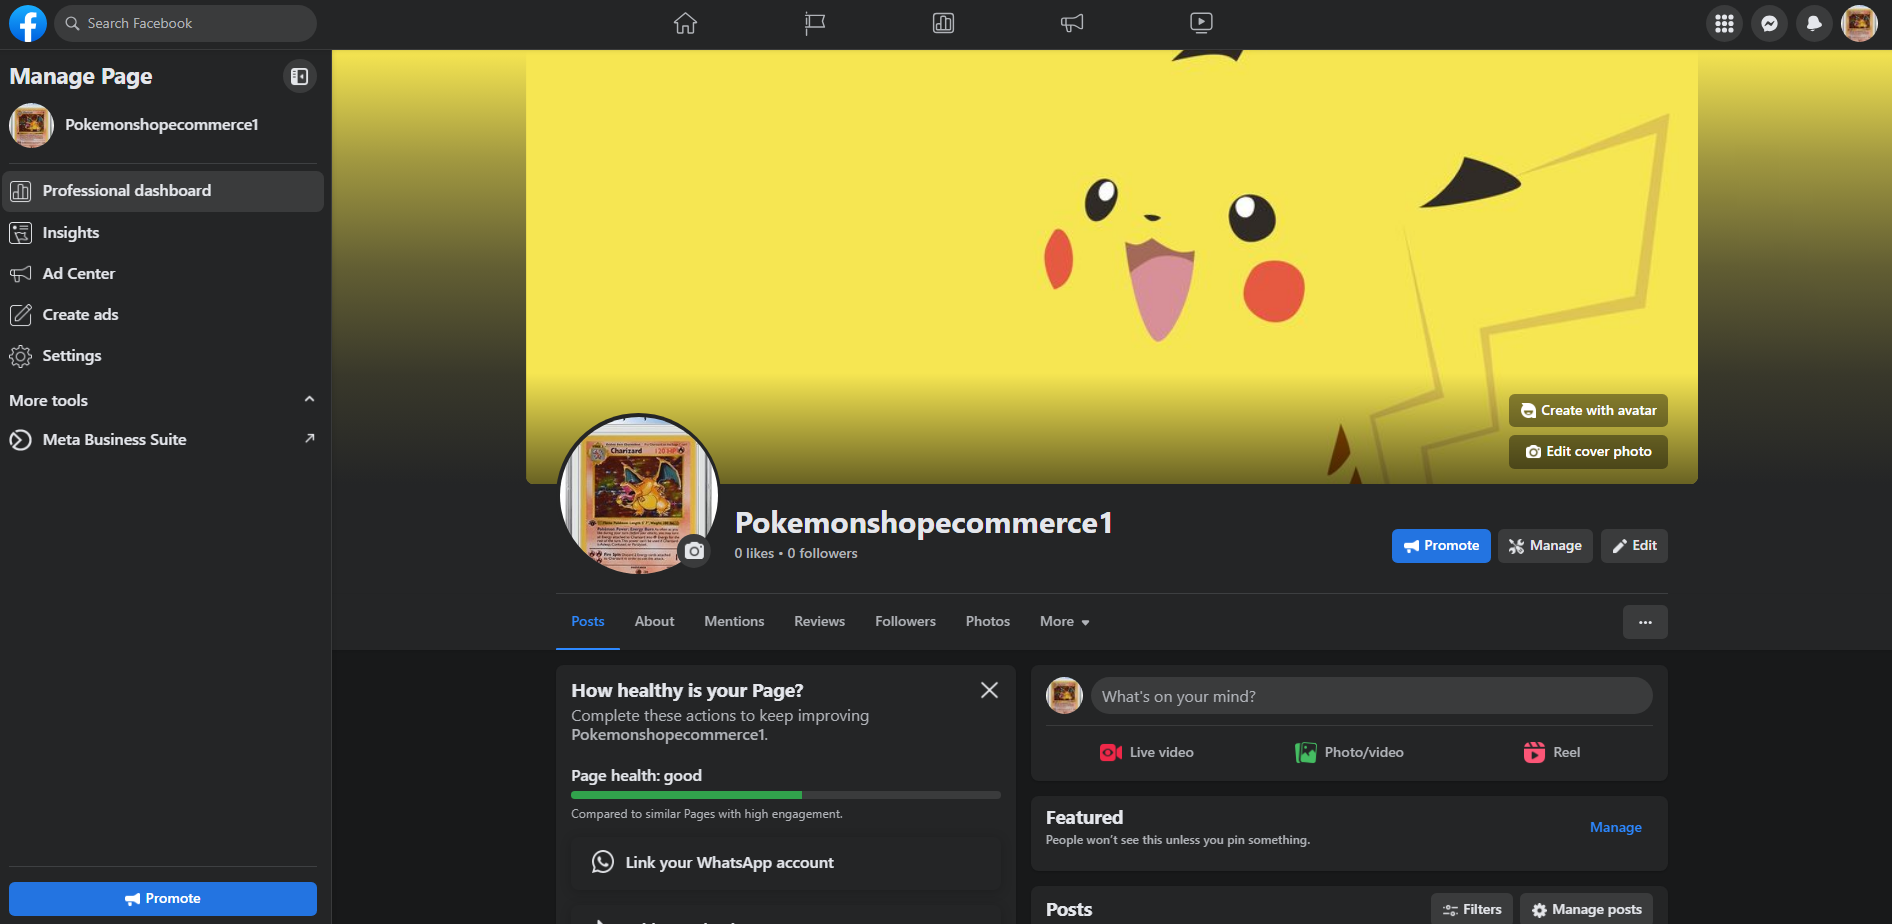 Search Facebook
Manage Page
Pokemonshopecommerce1
Professional dashboard
Insights
Ad Center
Create ads
Settings
More tools
Meta Business Suite
Promote
Create with avatar
Edit cover photo
Charizard
Pokemonshopecommerce1
0 likes • 0 followers
Promote
Manage
Edit
Posts
About
Mentions
Reviews
Followers
Photos
More
How healthy is your Page?
Complete these actions to keep improving
Pokemonshopecommerce1.
Page health: good
Compared to similar Pages with high engagement.
Link your WhatsApp account
What's on your mind?
Live video
Photo/video
Reel
Featured
People won't see this unless you pin something.
Manage
Posts
Filters
Manage posts